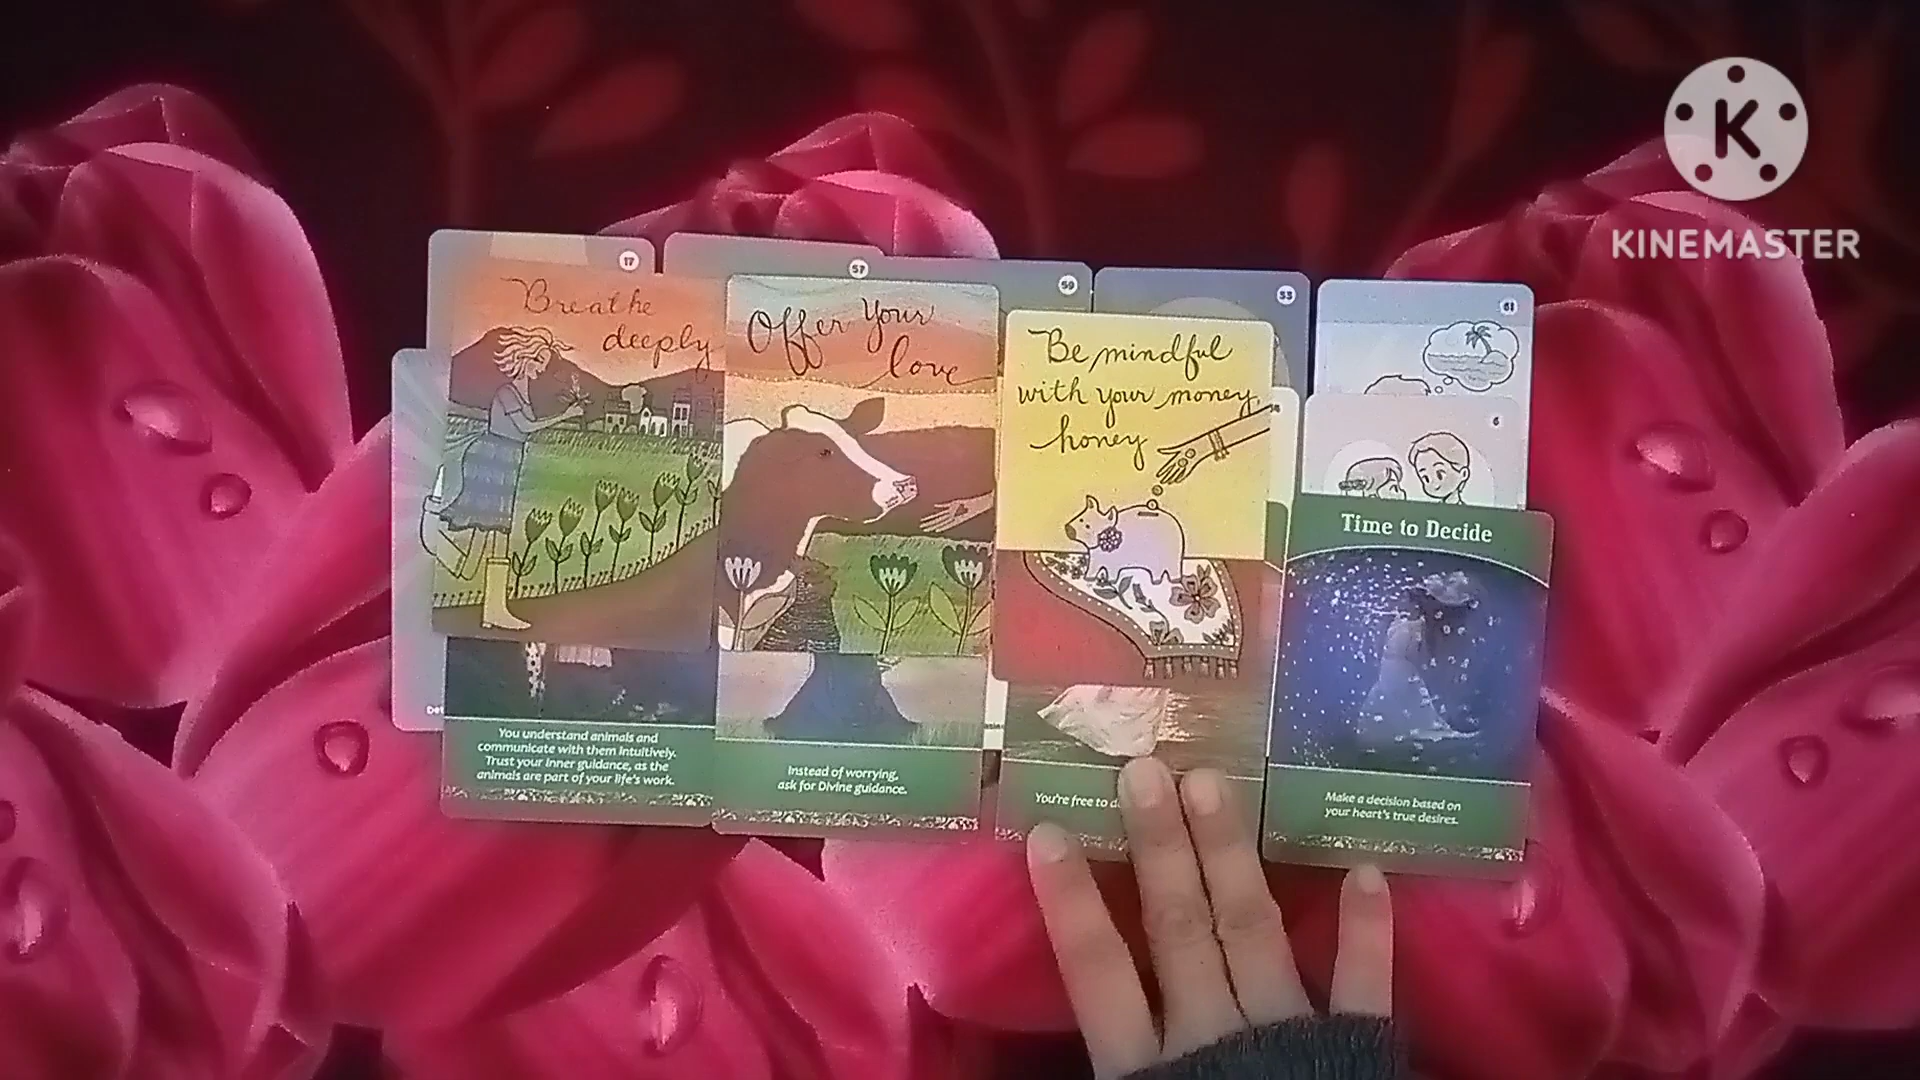 K
KINEMASTER
17
57
59
53
61
6
Breathe
deeply
Offer Your
love
Be mindful
with your money,
honey
Time to Decide
You understand animals and
communicate with them intuitively.
Trust your inner guidance, as the
animals are part of your life's work.
Instead of worrying,
ask for Divine guidance.
You're free to
Make a decision based on
your heart's true desires.